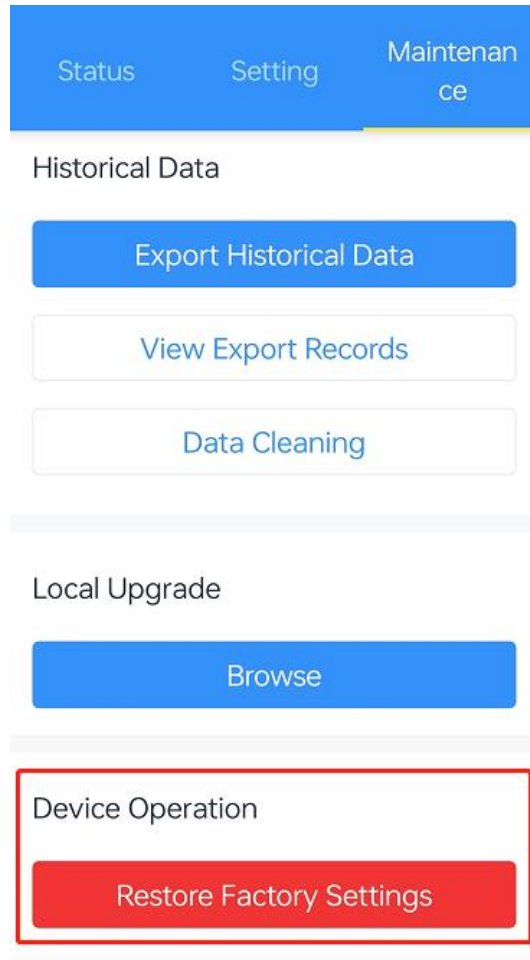 Status Setting Maintenan
ce
Historical Data
Export Historical Data
View Export Records
Data Cleaning
Local Upgrade
Browse
Device Operation
Restore Factory Settings